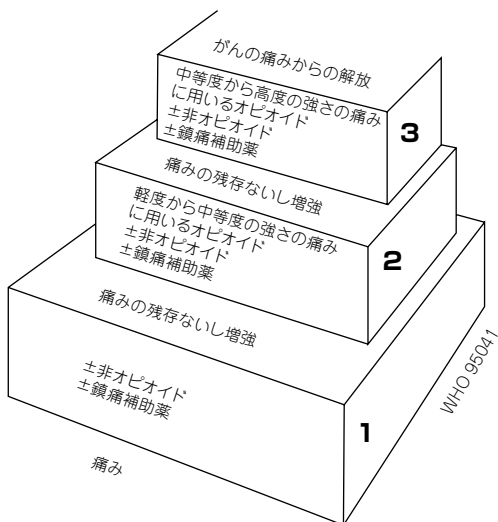 がんの痛みからの解放
中等度から高度の強さの痛み
に用いるオピオイド
±非オピオイド
±鎮痛補助薬
3
痛みの残存ないし増強
軽度から中等度の強さの痛み
に用いるオピオイド
±非オピオイド
±鎮痛補助薬
2
痛みの残存ないし増強
±非オピオイド
±鎮痛補助薬
1
痛み
WHO 95041